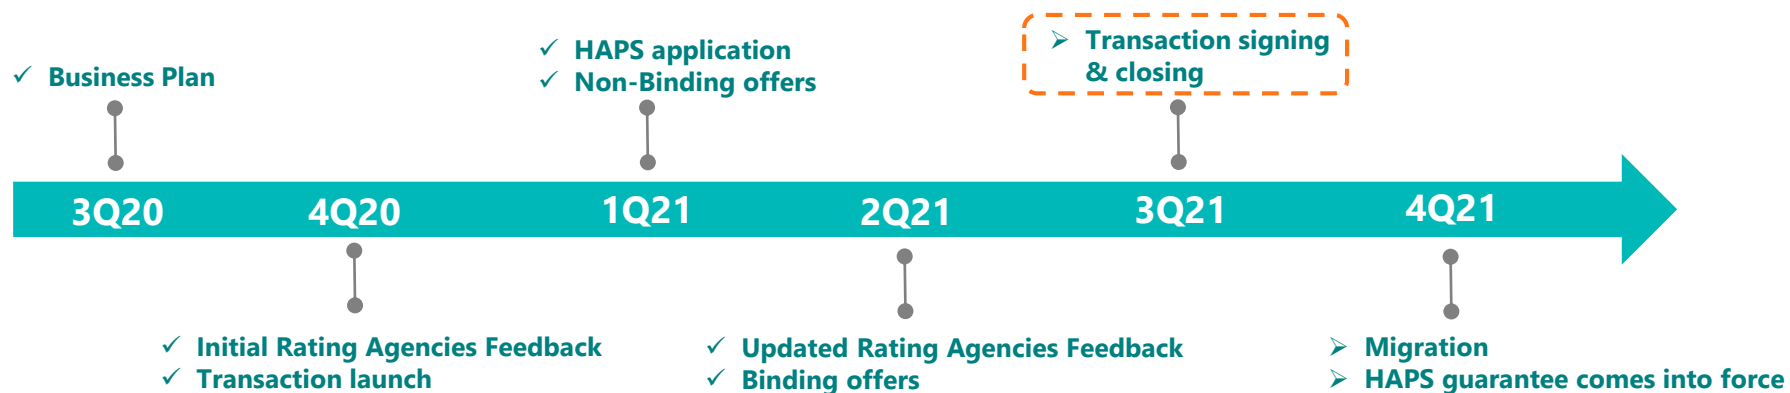 ✓ Business Plan
✓ HAPS application
✓ Non-Binding offers
➢ Transaction signing
& closing
3Q20
4Q20
1Q21
2Q21
3Q21
4Q21
✓ Initial Rating Agencies Feedback
✓ Transaction launch
✓ Updated Rating Agencies Feedback
✓ Binding offers
➢ Migration
➢ HAPS guarantee comes into force